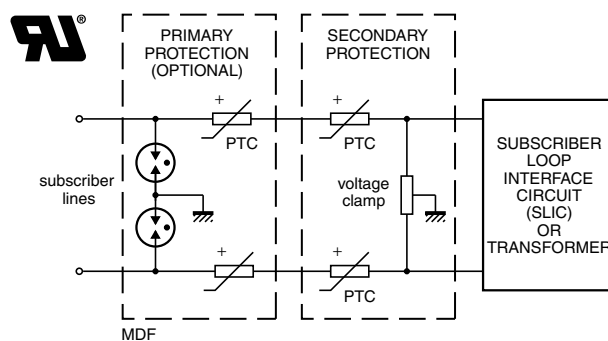 PRIMARY
PROTECTION
(OPTIONAL)
SECONDARY
PROTECTION
+
PTC
+
PTC
subscriber
lines
voltage
clamp
SUBSCRIBER
LOOP
INTERFACE
CIRCUIT
(SLIC)
OR
TRANSFORMER
+
+
PTC
MDF